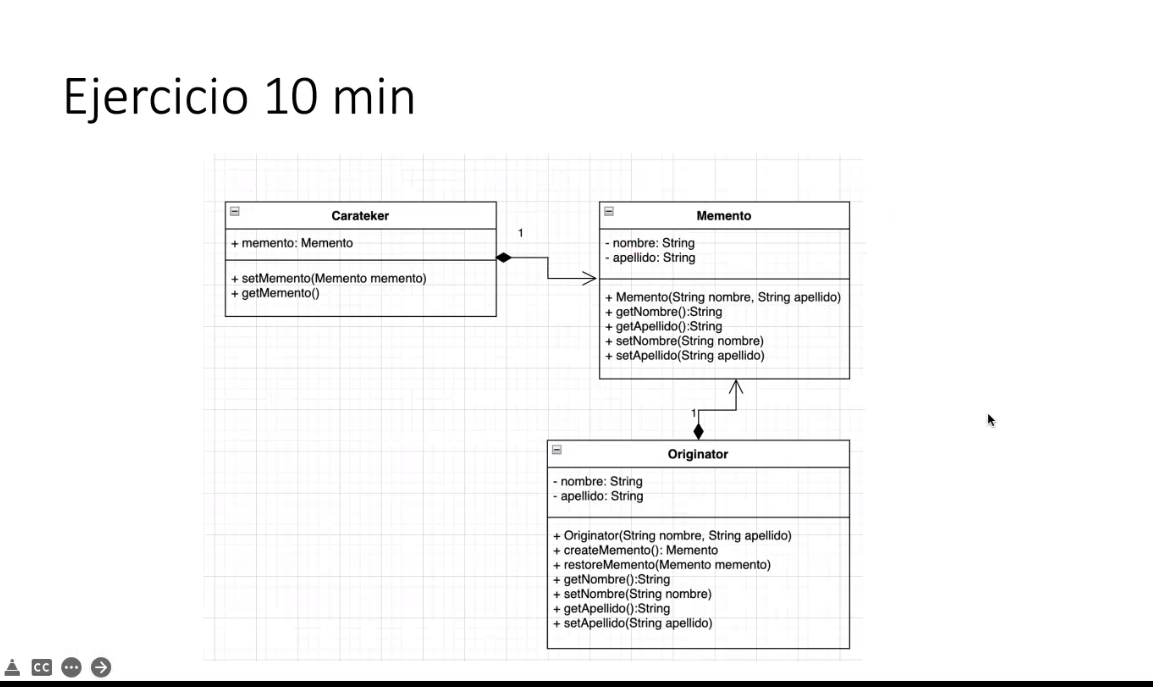 Ejercicio 10 min
Carateker
+ memento: Memento
+ setMemento(Memento memento)
+ getMemento()
1
Memento
- nombre: String
- apellido: String
+ Memento(String nombre, String apellido)
+ getNombre():String
+ getApellido():String
+ setNombre(String nombre)
+ setApellido(String apellido)
1
Originator
- nombre: String
- apellido: String
+ Originator(String nombre, String apellido)
+ createMemento(): Memento
+ restoreMemento(Memento memento)
+ getNombre():String
+ setNombre(String nombre)
+ getApellido():String
+ setApellido(String apellido)
CC